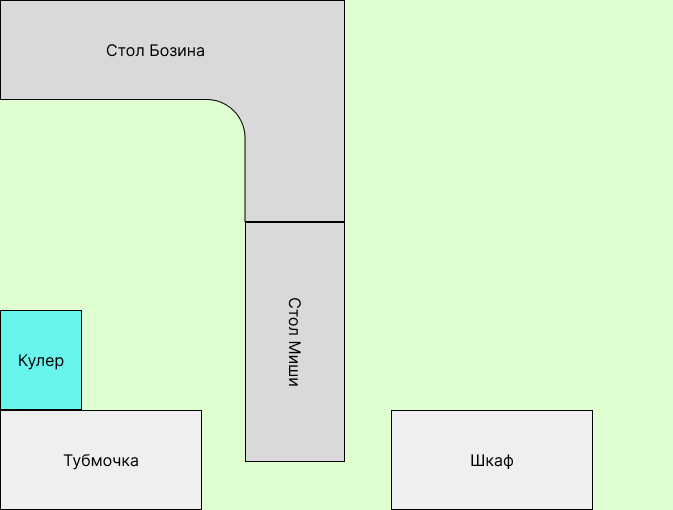 Стол Бозина
Стол Миши
Кулер
Тубмочка
Шкаф